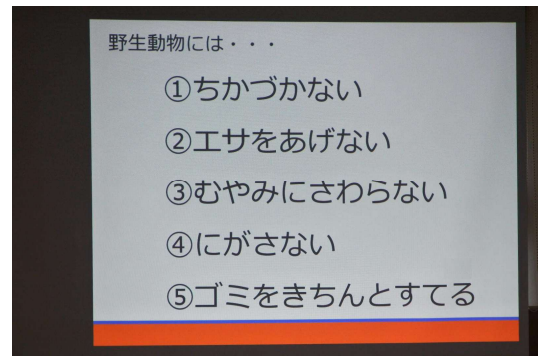 野生動物には・・・
①ちかづかない
②エサをあげない
③むやみにさわらない
④にがさない
⑤ゴミをきちんとすてる